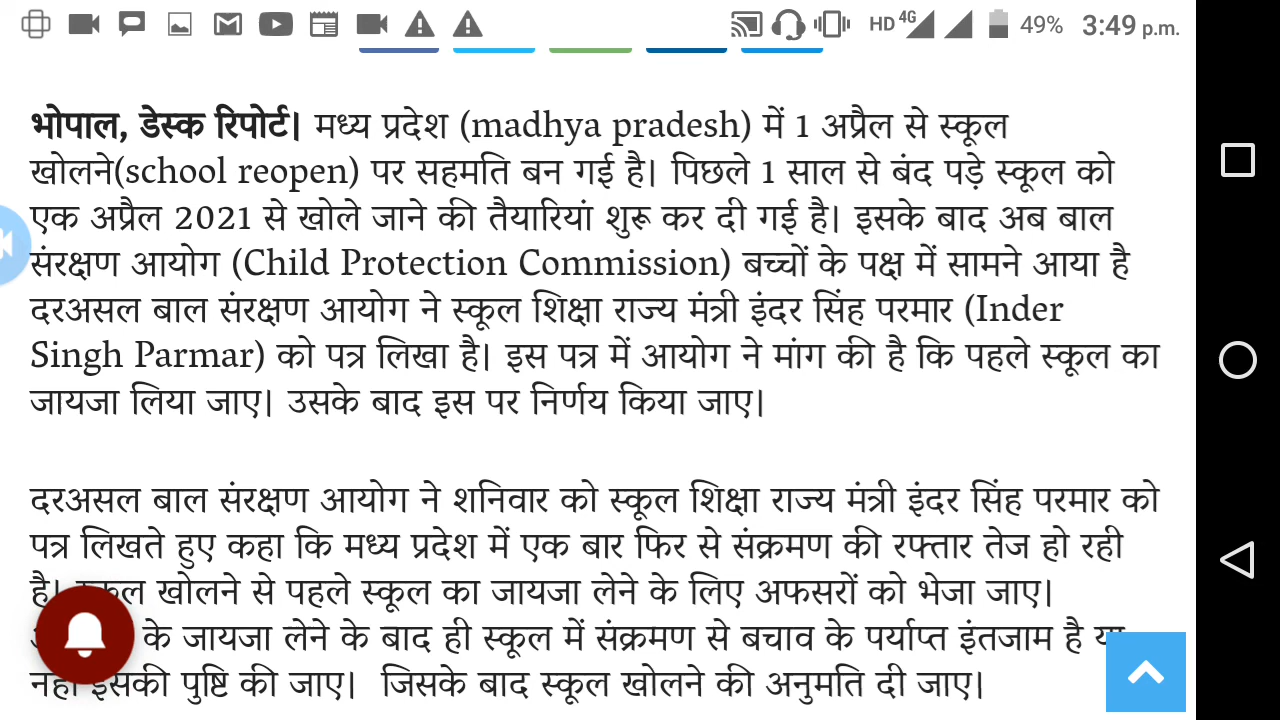 HD 4G 49% 3:49 p.m.
भोपाल, डेस्क रिपोर्ट। मध्य प्रदेश (madhya pradesh) में 1 अप्रैल से स्कूल
खोलने(school reopen) पर सहमति बन गई है। पिछले 1 साल से बंद पड़े स्कूल को
एक अप्रैल 2021 से खोले जाने की तैयारियां शुरू कर दी गई है। इसके बाद अब बाल
संरक्षण आयोग (Child Protection Commission) बच्चों के पक्ष में सामने आया है
दरअसल बाल संरक्षण आयोग ने स्कूल शिक्षा राज्य मंत्री इंदर सिंह परमार (Inder
Singh Parmar) को पत्र लिखा है। इस पत्र में आयोग ने मांग की है कि पहले स्कूल का
जायजा लिया जाए। उसके बाद इस पर निर्णय किया जाए।
दरअसल बाल संरक्षण आयोग ने शनिवार को स्कूल शिक्षा राज्य मंत्री इंदर सिंह परमार को
पत्र लिखते हुए कहा कि मध्य प्रदेश में एक बार फिर से संक्रमण की रफ्तार तेज हो रही
है। स्कूल खोलने से पहले स्कूल का जायजा लेने के लिए अफसरों को भेजा जाए।
के जायजा लेने के बाद ही स्कूल में संक्रमण से बचाव के पर्याप्त इंतजाम है या
नहीं इसकी पुष्टि की जाए। जिसके बाद स्कूल खोलने की अनुमति दी जाए।